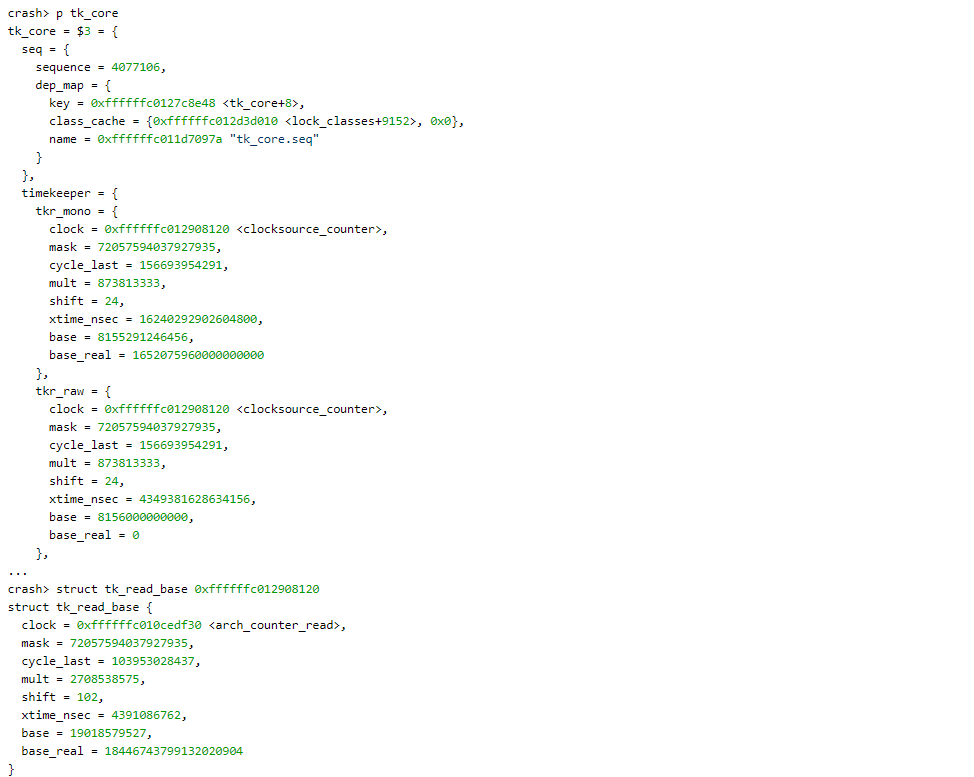 crash> p tk_core
tk_core = $3 = {
  seq = {
    sequence = 4077106,
    dep_map = {
      key = 0xffffffc0127c8e48 <tk_core+8>,
      class_cache = {0xffffffc012d3d010 <lock_classes+9152>, 0x0},
      name = 0xffffffc011d7097a "tk_core.seq"
    }
  },
  timekeeper = {
    tkr_mono = {
      clock = 0xffffffc012908120 <clocksource_counter>,
      mask = 72057594037927935,
      cycle_last = 156693954291,
      mult = 873813333,
      shift = 24,
      xtime_nsec = 16240292902604800,
      base = 8155291246456,
      base_real = 1652075960000000000
    },
    tkr_raw = {
      clock = 0xffffffc012908120 <clocksource_counter>,
      mask = 72057594037927935,
      cycle_last = 156693954291,
      mult = 873813333,
      shift = 24,
      xtime_nsec = 4349381628634156,
      base = 8156000000000,
      base_real = 0
    },
...
crash> struct tk_read_base 0xffffffc012908120
struct tk_read_base {
  clock = 0xffffffc010cedf30 <arch_counter_read>,
  mask = 72057594037927935,
  cycle_last = 103953028437,
  mult = 2708538575,
  shift = 102,
  xtime_nsec = 4391086762,
  base = 19018579527,
  base_real = 18446743799132020904
}